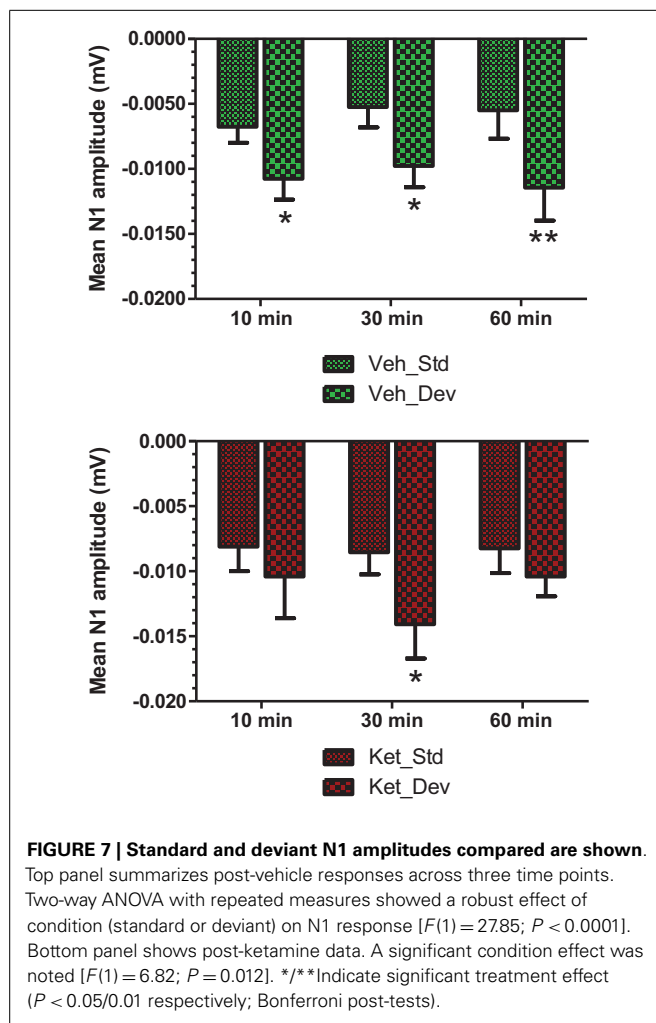 0.0000
-0.0050
-0.0100
-0.0150
-0.0200
Mean N1 amplitude (mV)
*
*
**
10 min
30 min
60 min
Veh_Std
Veh_Dev
0.000
-0.005
-0.010
-0.015
-0.020
Mean N1 amplitude (mV)
*
10 min
30 min
60 min
Ket_Std
Ket_Dev
FIGURE 7 | Standard and deviant N1 amplitudes compared are shown.
Top panel summarizes post-vehicle responses across three time points.
Two-way ANOVA with repeated measures showed a robust effect of
condition (standard or deviant) on N1 response [F(1) = 27.85; P < 0.0001].
Bottom panel shows post-ketamine data. A significant condition effect was
noted [F(1) = 6.82; P = 0.012]. */**Indicate significant treatment effect
(P < 0.05/0.01 respectively; Bonferroni post-tests).